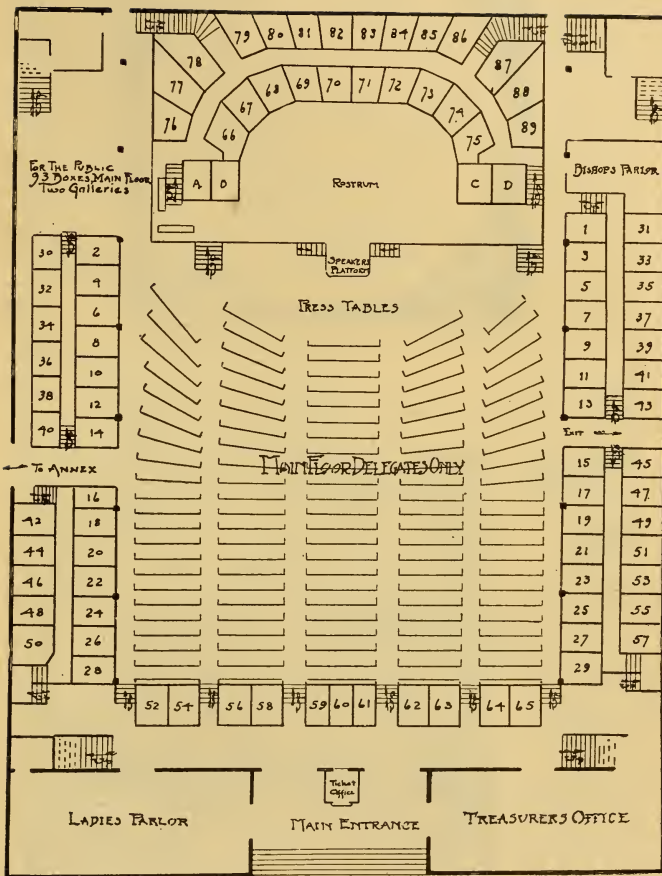 79 80 81 82 83 84 85 86
78 87
77 88
76 89
66 67 68 69 70 71 72 73 74 75
FOR THE PUBLIC
93 BOXES, MAIN FLOOR
TWO GALLERIES
A B
ROSTRUM
C D
BISHOPS PARLOR
SPEAKERS
PLATFORM
PRESS TABLES
30 2
32 4
34 6
36 8
38 10
12
40 14
1 31
3 33
5 35
7 37
9 39
11 41
13 43
EXIT
TO ANNEX
MAIN FLOOR DELEGATES ONLY
16
42 18
44 20
46 22
48 24
50 26
28
15 45
17 47
19 49
21 51
23 53
25 55
27 57
29
52 54 56 58 59 60 61 62 63 64 65
TICKET
OFFICE
LADIES PARLOR
MAIN ENTRANCE
TREASURERS OFFICE